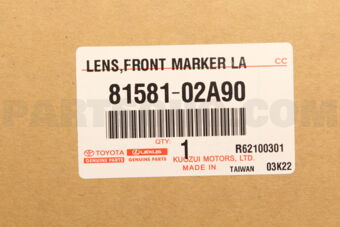 LENS,FRONT MARKER LA
CC
81581-02A90
QTY.
1
R62100301
TOYOTA
GENUINE PARTS
LEXUS
GENUINE PARTS
KUOZUI MOTORS, LTD.
MADE IN
TAIWAN
03K22